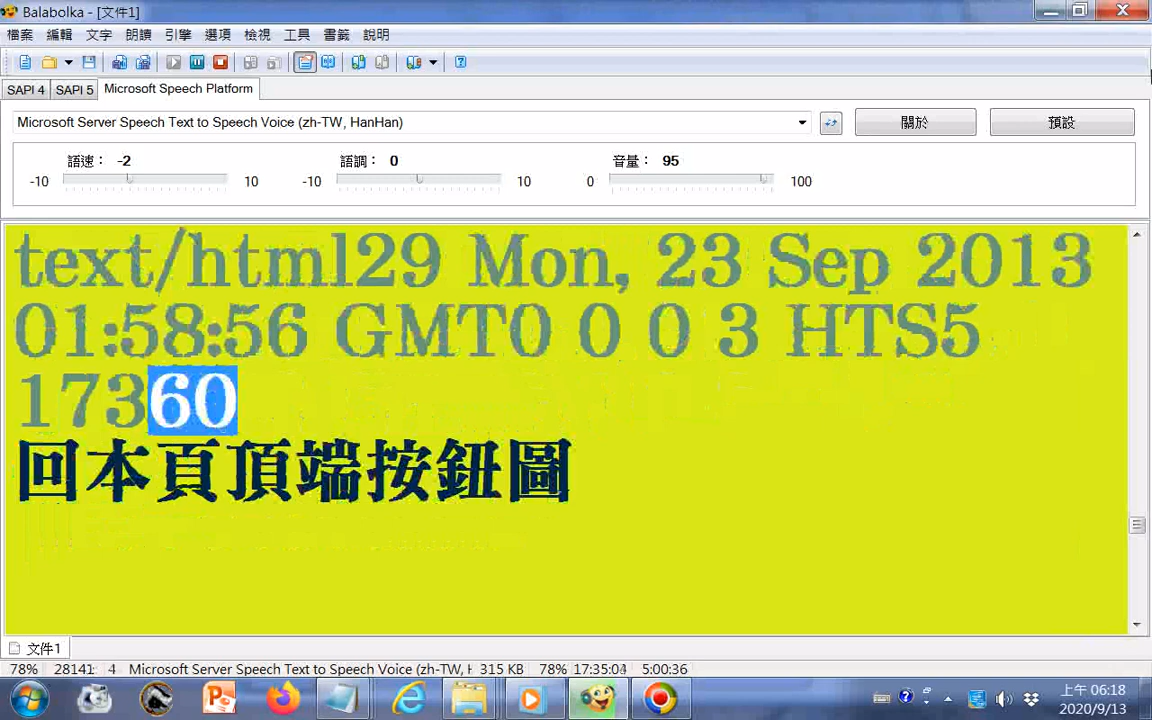 Balabolka - [文件1]
檔案 編輯 文字 朗讀 引擎 選項 檢視 工具 書籤 說明
SAPI 4 SAPI 5 Microsoft Speech Platform
Microsoft Server Speech Text to Speech Voice (zh-TW, HanHan) 關於 預設
語速： -2 語調： 0 音量： 95
-10 10 -10 10 0 100
text/html29 Mon, 23 Sep 2013
01:58:56 GMT0 0 0 3 HTS5
17360
回本頁頂端按鈕圖
文件1
78% 28141 4 Microsoft Server Speech Text to Speech Voice (zh-TW, H 315 KB 78% 17:35:04 5:00:36
上午 06:18
2020/9/13